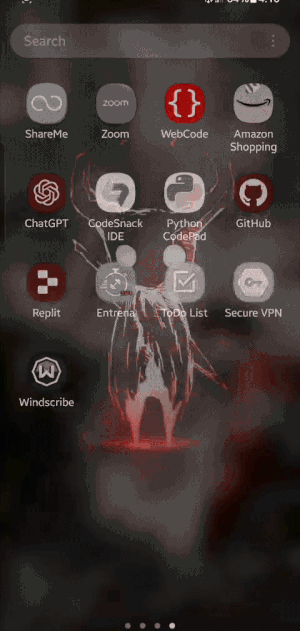 Search
ShareMe
Zoom
WebCode
Amazon
Shopping
zoom
ChatGPT
CodeSnack
IDE
Python
CodePad
GitHub
Replit
Entrena
ToDo List
Secure VPN
Windscribe